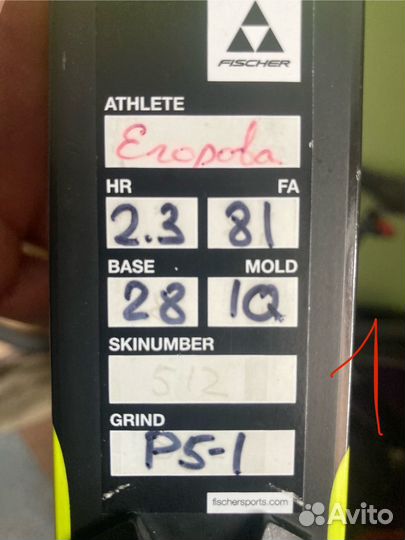 FISCHER
ATHLETE
Егорова
HR FA
2.3 81
BASE MOLD
28 1Q
SKINUMBER
512
GRIND
P5-1
fischersports.com
1
Avito